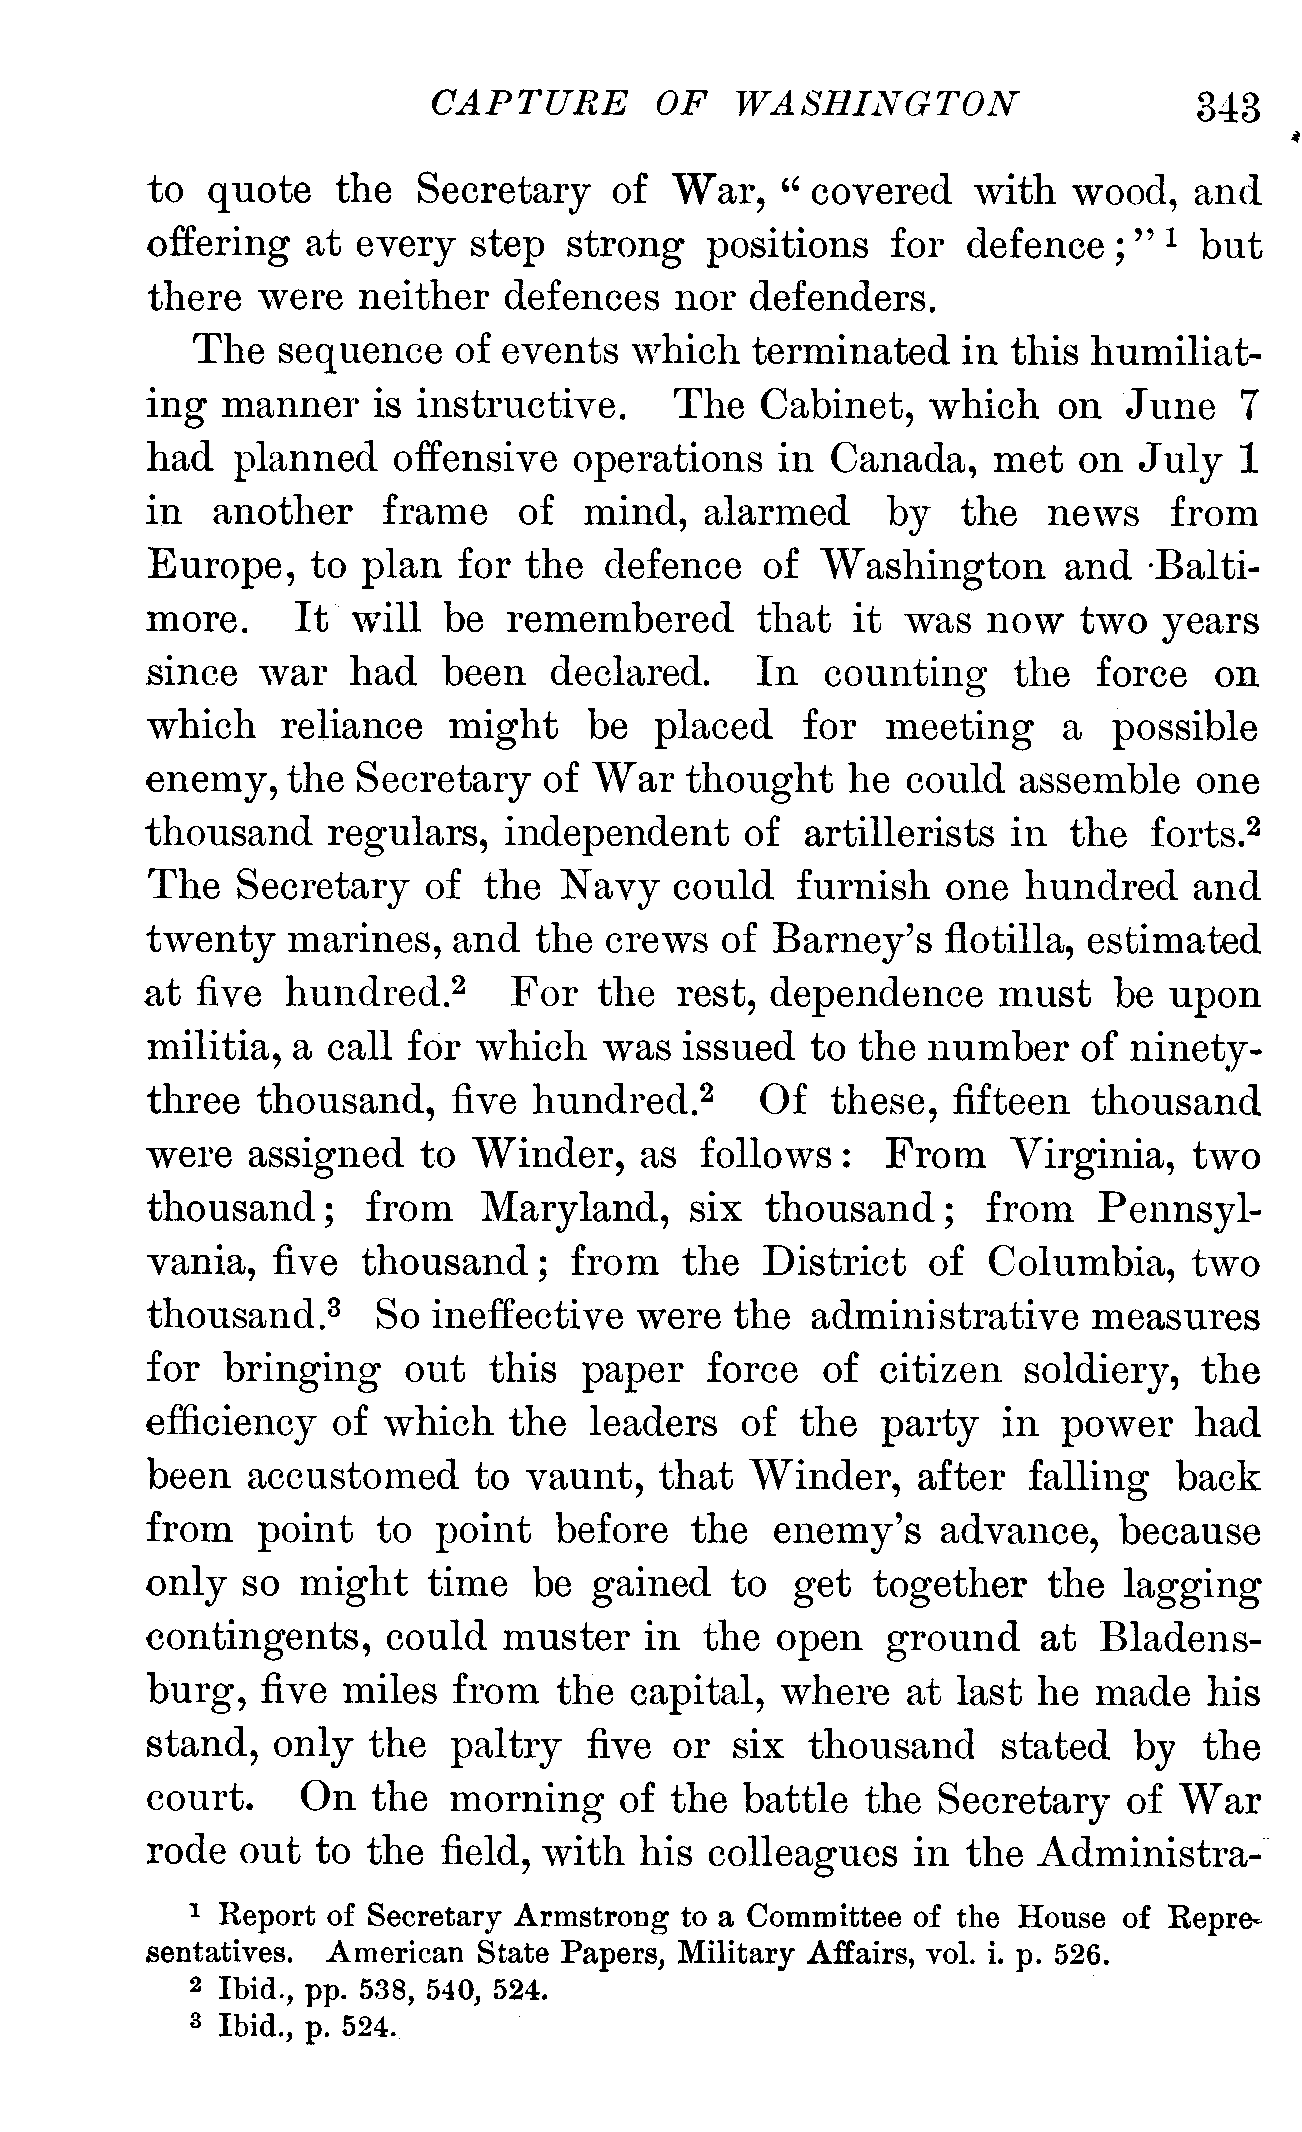 CAPTURE OF WASHINGTON 343
to quote the Secretary of War, “ covered with wood, and
offering at every step strong positions for defence ; ” ¹ but
there were neither defences nor defenders.
The sequence of events which terminated in this humiliat-
ing manner is instructive. The Cabinet, which on June 7
had planned offensive operations in Canada, met on July 1
in another frame of mind, alarmed by the news from
Europe, to plan for the defence of Washington and Balti-
more. It will be remembered that it was now two years
since war had been declared. In counting the force on
which reliance might be placed for meeting a possible
enemy, the Secretary of War thought he could assemble one
thousand regulars, independent of artillerists in the forts.²
The Secretary of the Navy could furnish one hundred and
twenty marines, and the crews of Barney’s flotilla, estimated
at five hundred.² For the rest, dependence must be upon
militia, a call for which was issued to the number of ninety-
three thousand, five hundred.² Of these, fifteen thousand
were assigned to Winder, as follows : From Virginia, two
thousand ; from Maryland, six thousand ; from Pennsyl-
vania, five thousand ; from the District of Columbia, two
thousand.³ So ineffective were the administrative measures
for bringing out this paper force of citizen soldiery, the
efficiency of which the leaders of the party in power had
been accustomed to vaunt, that Winder, after falling back
from point to point before the enemy’s advance, because
only so might time be gained to get together the lagging
contingents, could muster in the open ground at Bladens-
burg, five miles from the capital, where at last he made his
stand, only the paltry five or six thousand stated by the
court. On the morning of the battle the Secretary of War
rode out to the field, with his colleagues in the Administra-
¹ Report of Secretary Armstrong to a Committee of the House of Repre-
sentatives. American State Papers, Military Affairs, vol. i. p. 526.
² Ibid., pp. 538, 540, 524.
³ Ibid., p. 524.